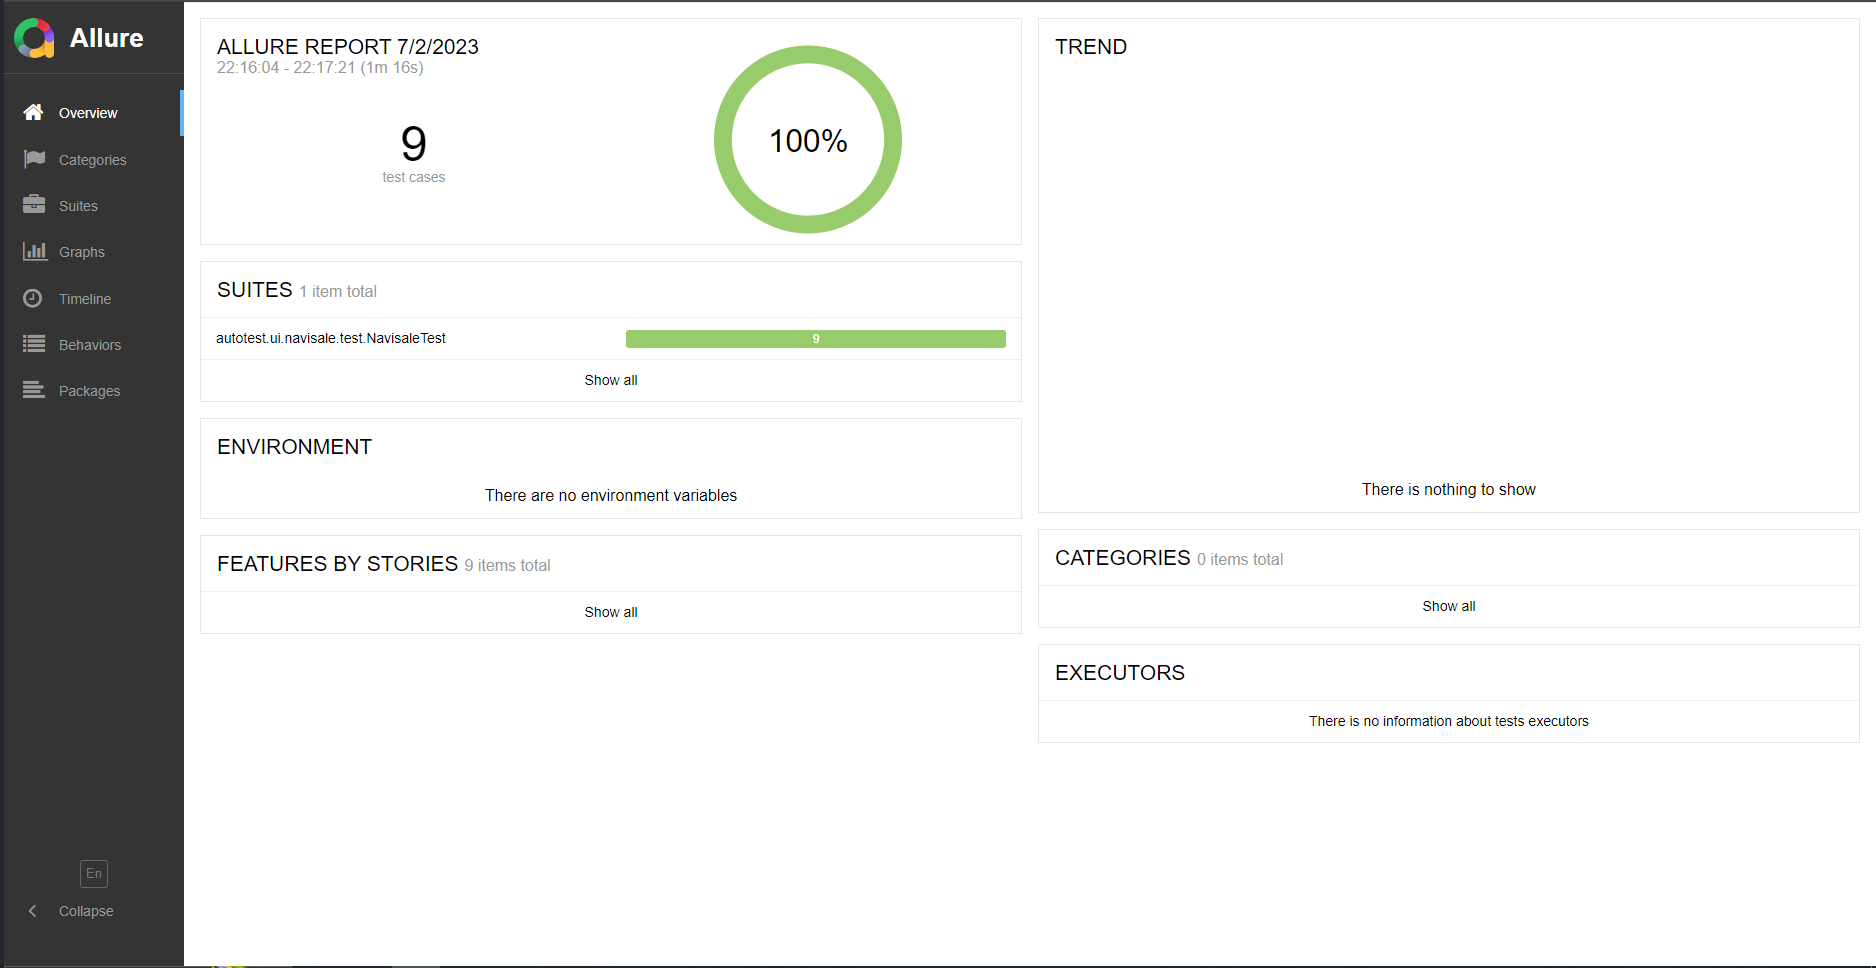 Allure
Overview
Categories
Suites
Graphs
Timeline
Behaviors
Packages
En
Collapse
ALLURE REPORT 7/2/2023
22:16:04 - 22:17:21 (1m 16s)
9
test cases
100%
SUITES 1 item total
autotest.ui.navisale.test.NavisaleTest 9
Show all
ENVIRONMENT
There are no environment variables
FEATURES BY STORIES 9 items total
Show all
TREND
There is nothing to show
CATEGORIES 0 items total
Show all
EXECUTORS
There is no information about tests executors